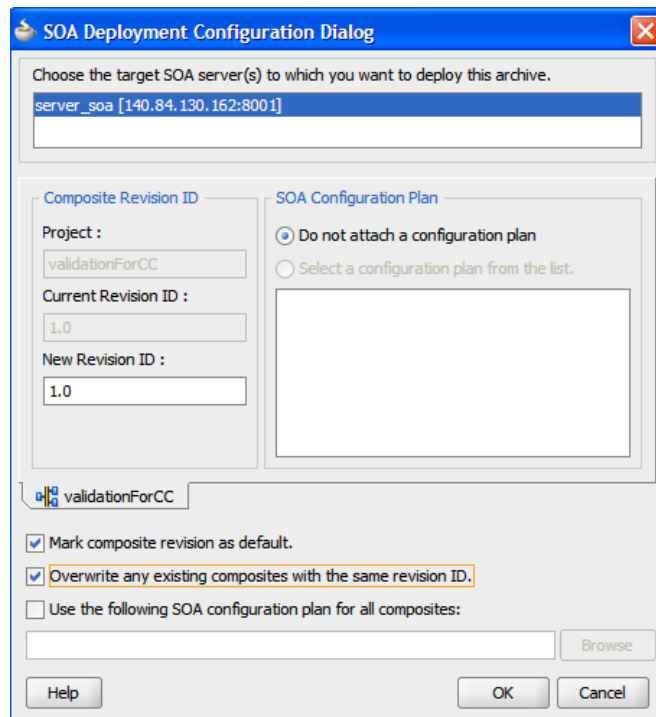 SOA Deployment Configuration Dialog
Choose the target SOA server(s) to which you want to deploy this archive.
server_soa [140.84.130.162:8001]
Composite Revision ID
Project :
validationForCC
Current Revision ID :
1.0
New Revision ID :
1.0
SOA Configuration Plan
Do not attach a configuration plan
Select a configuration plan from the list.
validationForCC
Mark composite revision as default.
Overwrite any existing composites with the same revision ID.
Use the following SOA configuration plan for all composites:
Browse
Help
OK
Cancel